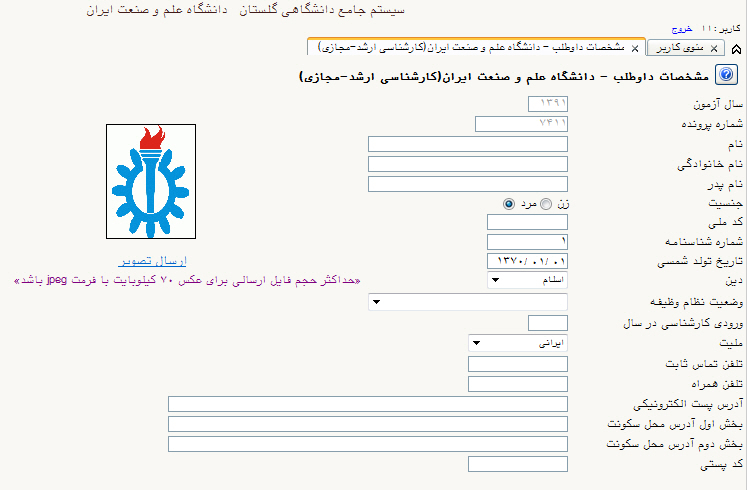 سیستم جامع دانشگاهی گلستان   دانشگاه علم و صنعت ایران
کاربر: ۱۱  خروج
منوی کاربر
مشخصات داوطلب - دانشگاه علم و صنعت ایران(کارشناسی ارشد-مجازی)
مشخصات داوطلب - دانشگاه علم و صنعت ایران(کارشناسی ارشد-مجازی)
سال آزمون ۱۳۹۱
شماره پرونده ۷۴۱۱
نام
نام خانوادگی
نام پدر
جنسیت زن مرد
کد ملی
شماره شناسنامه ۱
تاریخ تولد شمسی ۱۳۷۰/ ۰۱/ ۰۱
ارسال تصویر
دین اسلام
«حداکثر حجم فایل ارسالی برای عکس ۷۰ کیلوبایت با فرمت jpeg باشد»
وضعیت نظام وظیفه
ورودی کارشناسی در سال
ملیت ایرانی
تلفن تماس ثابت
تلفن همراه
آدرس پست الکترونیکی
بخش اول آدرس محل سکونت
بخش دوم آدرس محل سکونت
کد پستی